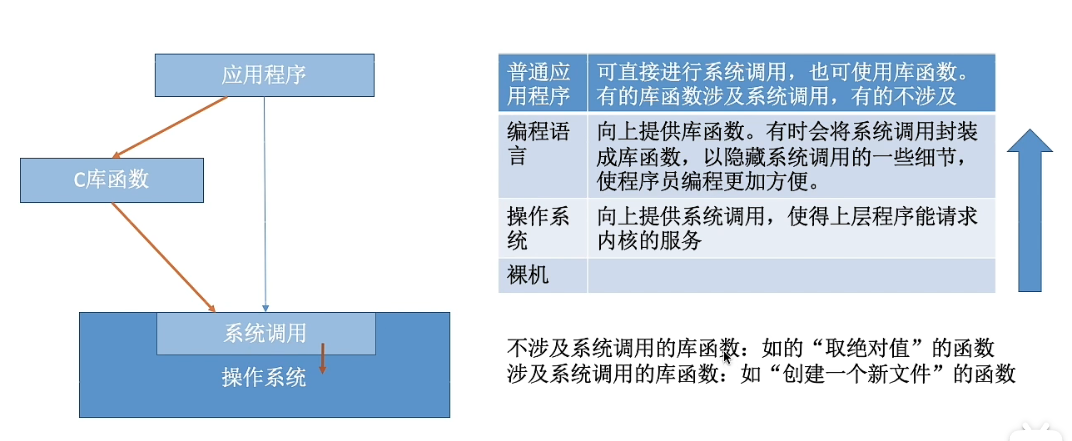 应用程序
C库函数
系统调用
操作系统
普通应
用程序
可直接进行系统调用，也可使用库函数。
有的库函数涉及系统调用，有的不涉及
编程语
言
向上提供库函数。有时会将系统调用封装
成库函数，以隐藏系统调用的一些细节，
使程序员编程更加方便。
操作系
统
向上提供系统调用，使得上层程序能请求
内核的服务
裸机
不涉及系统调用的库函数：如的“取绝对值”的函数
涉及系统调用的库函数：如“创建一个新文件”的函数